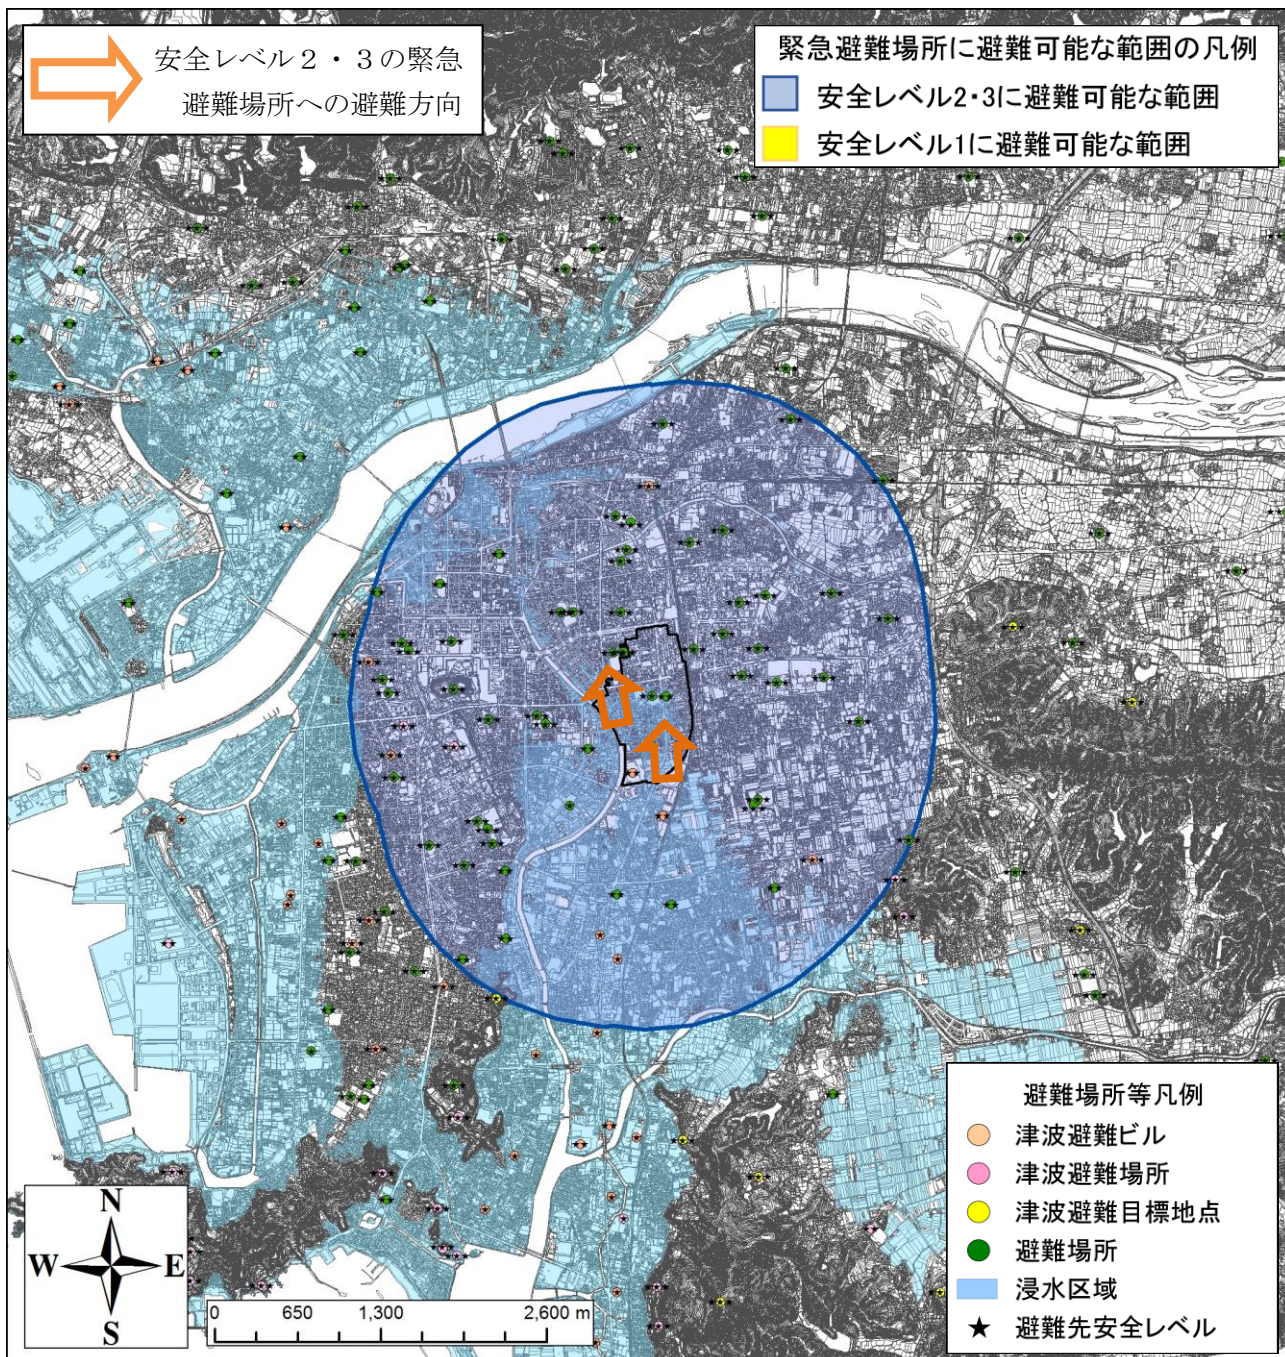 安全レベル２・３の緊急
避難場所への避難方向
緊急避難場所に避難可能な範囲の凡例
安全レベル2・3に避難可能な範囲
安全レベル1に避難可能な範囲
避難場所等凡例
津波避難ビル
津波避難場所
津波避難目標地点
避難場所
浸水区域
★ 避難先安全レベル
N
W E
S
0 650 1,300 2,600 m